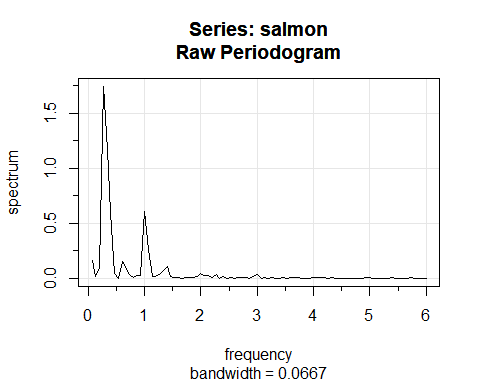 Series: salmon
Raw Periodogram
spectrum
1.5
1.0
0.5
0.0
0 1 2 3 4 5 6
frequency
bandwidth = 0.0667